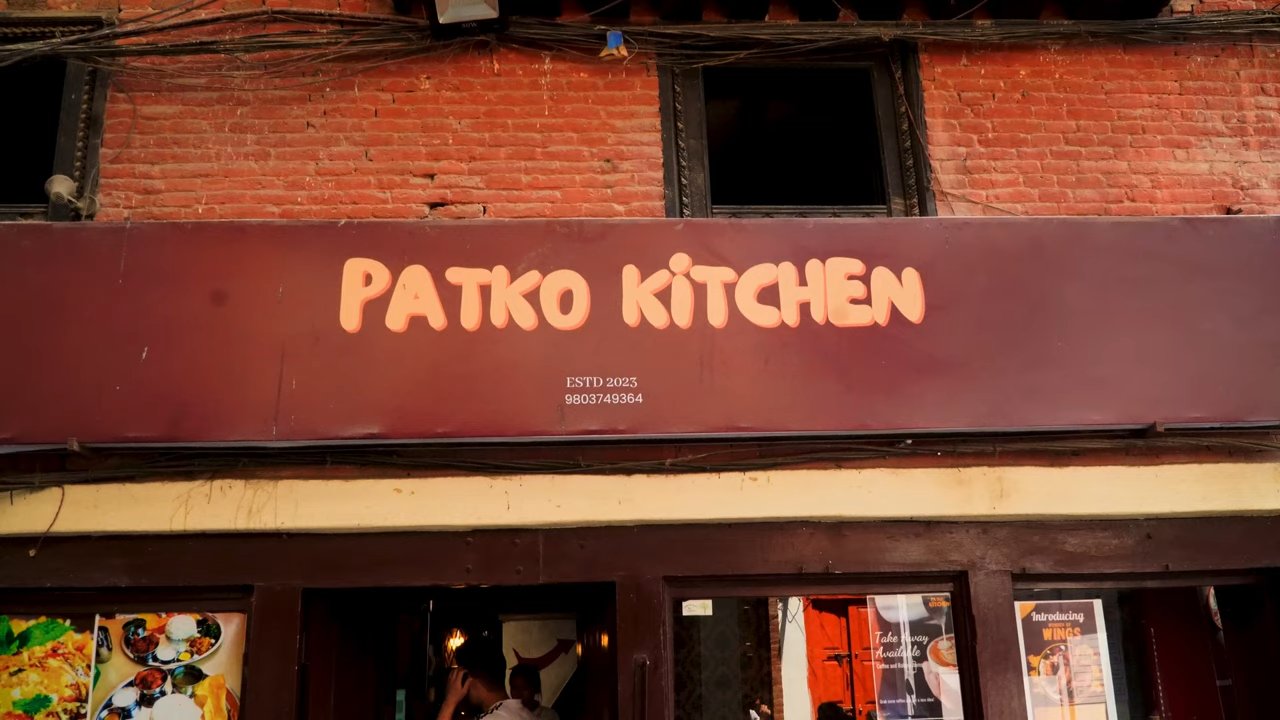 PATKO KiTCHEN
ESTD 2023
9803749364
Take Away
Available
Introducing
WINGS